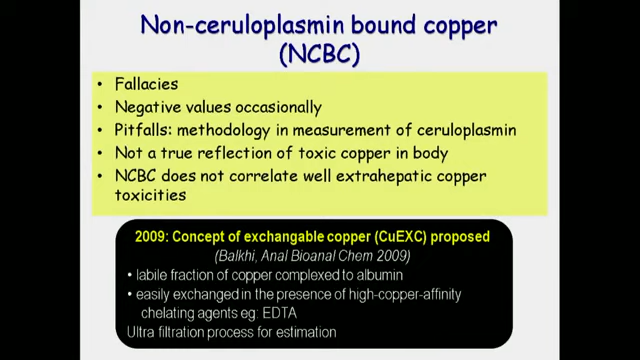 Non-ceruloplasmin bound copper
(NCBC)
• Fallacies
• Negative values occasionally
• Pitfalls: methodology in measurement of ceruloplasmin
• Not a true reflection of toxic copper in body
• NCBC does not correlate well extrahepatic copper
toxicities
2009: Concept of exchangable copper (CuEXC) proposed
(Balkhi, Anal Bioanal Chem 2009)
• labile fraction of copper complexed to albumin
• easily exchanged in the presence of high-copper-affinity
chelating agents eg: EDTA
Ultra filtration process for estimation